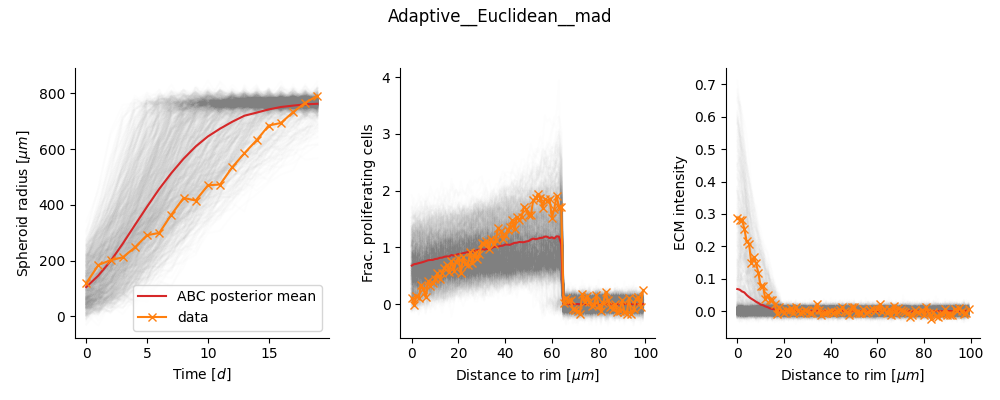 Adaptive__Euclidean__mad
Spheroid radius [μm]
800
600
400
200
0
ABC posterior mean
data
0 5 10 15
Time [d]
Frac. proliferating cells
4
3
2
1
0
0 20 40 60 80 100
Distance to rim [μm]
ECM intensity
0.7
0.6
0.5
0.4
0.3
0.2
0.1
0.0
0 20 40 60 80 100
Distance to rim [μm]